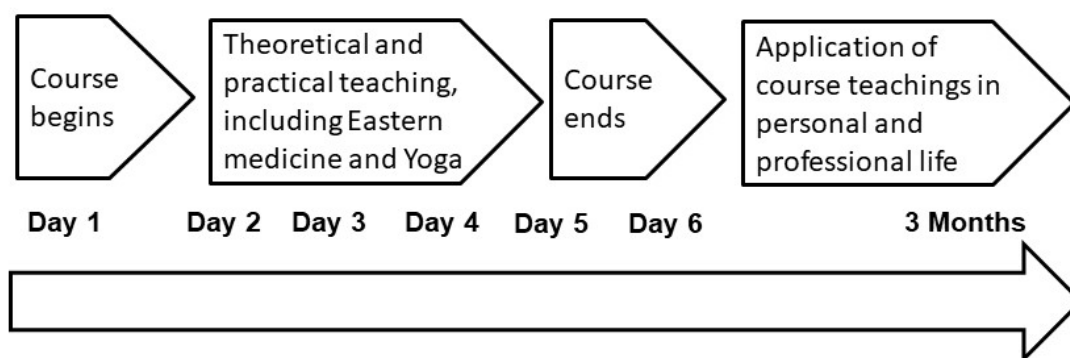 Course
begins
Theoretical and
practical teaching,
including Eastern
medicine and Yoga
Course
ends
Application of
course teachings in
personal and
professional life
Day 1 Day 2 Day 3 Day 4 Day 5 Day 6 3 Months